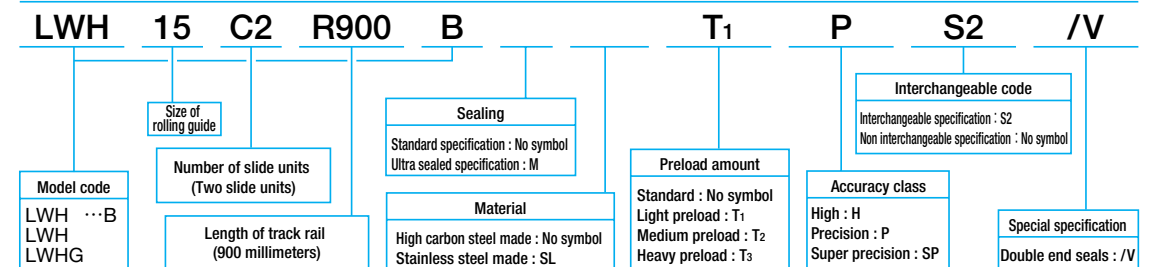 LWH 15 C2 R900 B T1 P S2 /V
Size of
rolling guide
Number of slide units
(Two slide units)
Model code
LWH …B
LWH
LWHG
Length of track rail
(900 millimeters)
Sealing
Standard specification : No symbol
Ultra sealed specification : M
Material
High carbon steel made : No symbol
Stainless steel made : SL
Preload amount
Standard : No symbol
Light preload : T1
Medium preload : T2
Heavy preload : T3
Interchangeable code
Interchangeable specification : S2
Non interchangeable specification : No symbol
Accuracy class
High : H
Precision : P
Super precision : SP
Special specification
Double end seals : /V